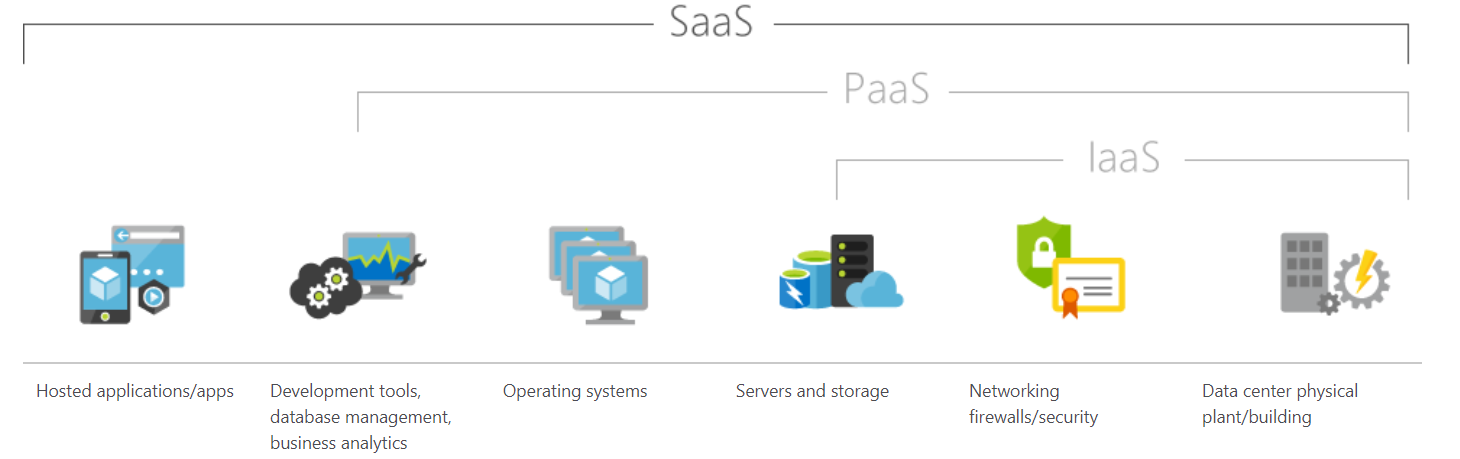 SaaS
PaaS
IaaS
Hosted applications/apps
Development tools,
database management,
business analytics
Operating systems
Servers and storage
Networking
firewalls/security
Data center physical
plant/building